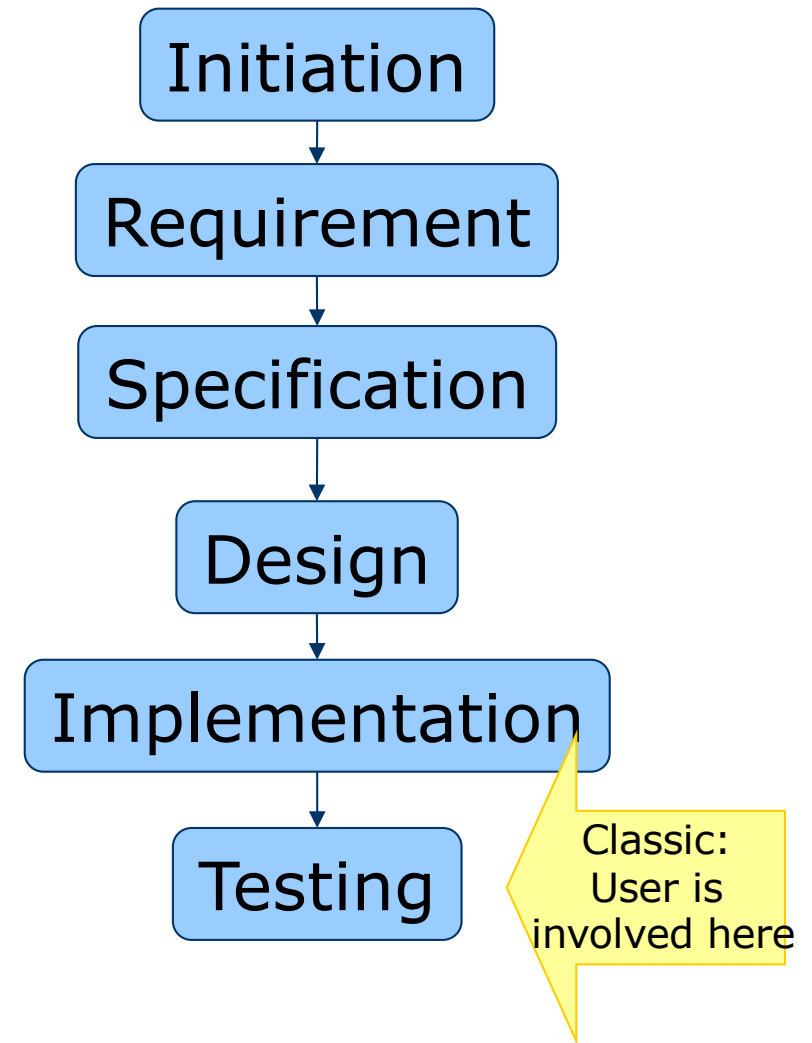 Initiation
Requirement
Specification
Design
Implementation
Testing
Classic:
User is
involved here